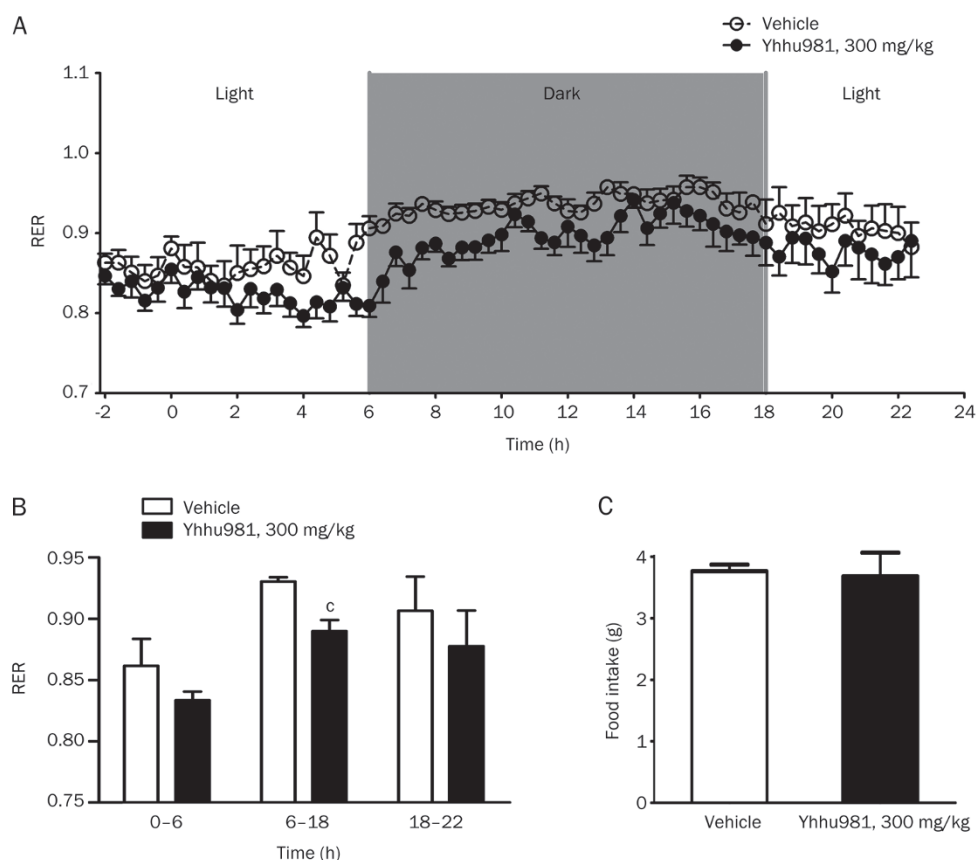 A
Vehicle
Yhhu981, 300 mg/kg
1.1
Light
Dark
Light
1.0
0.9
0.8
0.7
RER
-2 0 2 4 6 8 10 12 14 16 18 20 22 24
Time (h)
B
Vehicle
Yhhu981, 300 mg/kg
0.95
0.90
0.85
0.80
0.75
RER
c
0–6 6–18 18–22
Time (h)
C
4
3
4
1
0
Food intake (g)
Vehicle Yhhu981, 300 mg/kg